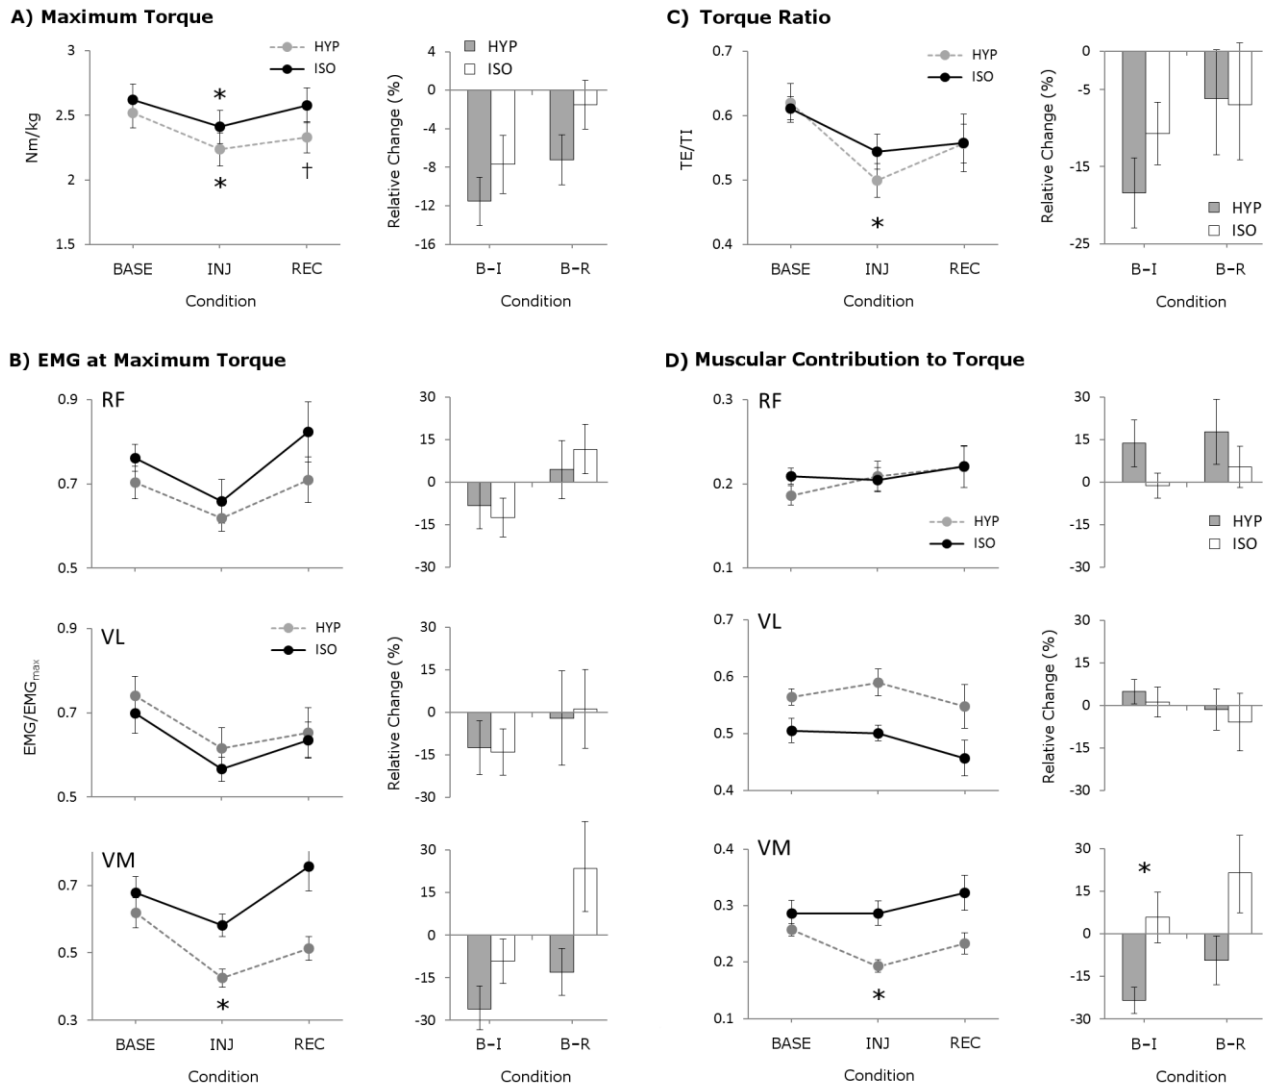 A) Maximum Torque
3
2.5
2
1.5
Nm/kg
HYP
ISO
*
*
†
BASE INJ REC
Condition
4
0
-4
-8
-12
-16
Relative Change (%)
HYP
ISO
B-I B-R
Condition
C) Torque Ratio
0.7
0.6
0.5
0.4
TE/TI
HYP
ISO
*
BASE INJ REC
Condition
0
-5
-15
-25
Relative Change (%)
HYP
ISO
B-I B-R
Condition
B) EMG at Maximum Torque
RF
0.9
0.7
0.5
30
15
0
-15
-30
VL
0.9
0.7
0.5
EMG/EMGmax
HYP
ISO
30
15
0
-15
-30
Relative Change (%)
VM
0.7
0.5
0.3
*
BASE INJ REC
Condition
30
15
0
-15
-30
B-I B-R
Condition
D) Muscular Contribution to Torque
RF
0.3
0.2
0.1
HYP
ISO
30
15
0
-15
-30
HYP
ISO
VL
0.7
0.6
0.5
0.4
30
15
0
-15
-30
Relative Change (%)
VM
0.4
0.3
0.2
0.1
*
BASE INJ REC
Condition
30
15
0
-15
-30
*
B-I B-R
Condition